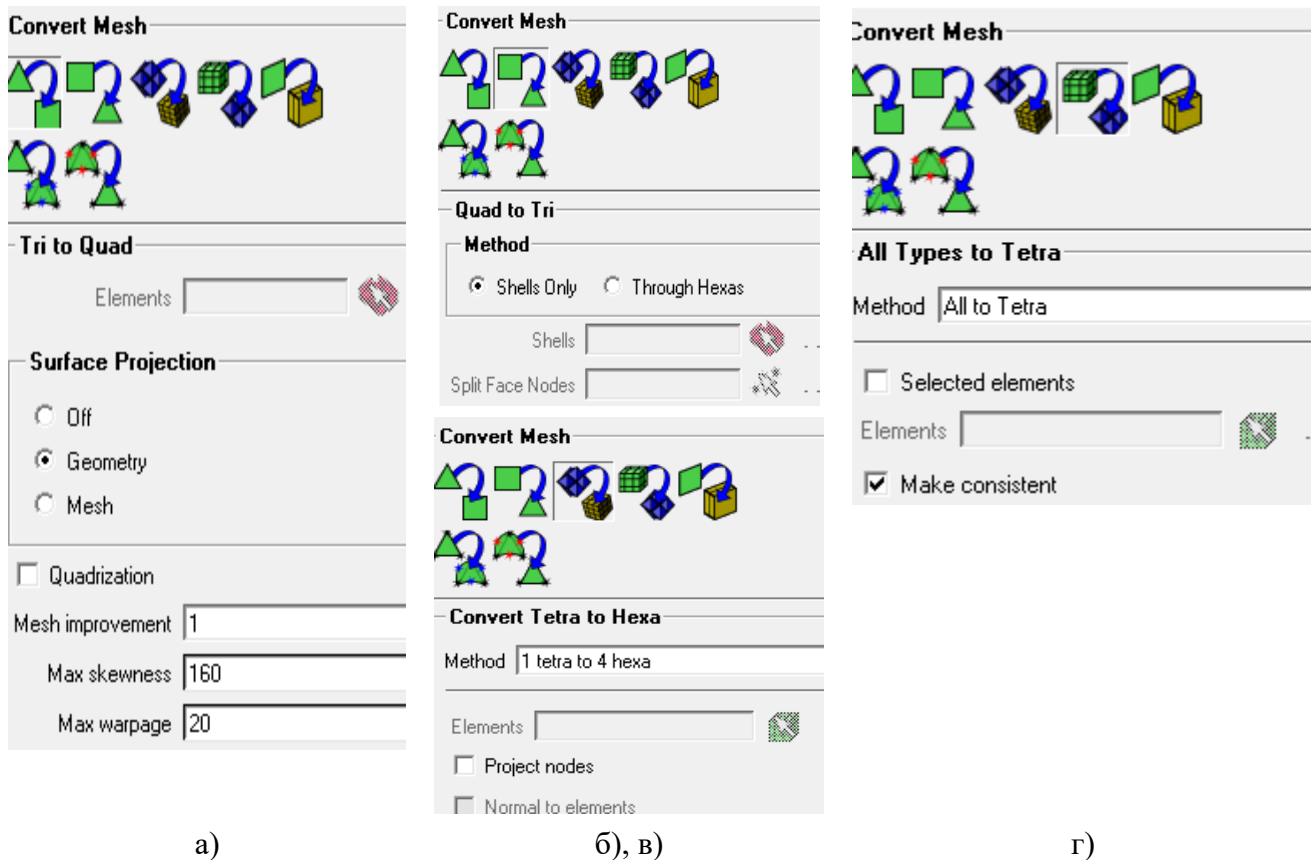 Convert Mesh
Tri to Quad
Elements
Surface Projection
Off
Geometry
Mesh
Quadrization
Mesh improvement 1
Max skewness 160
Max warpage 20
Convert Mesh
Quad to Tri
Method
Shells Only Through Hexas
Shells
Split Face Nodes
Convert Mesh
Convert Tetra to Hexa
Method 1 tetra to 4 hexa
Elements
Project nodes
Normal to elements
Convert Mesh
All Types to Tetra
Method All to Tetra
Selected elements
Elements
Make consistent
а) б), в) г)